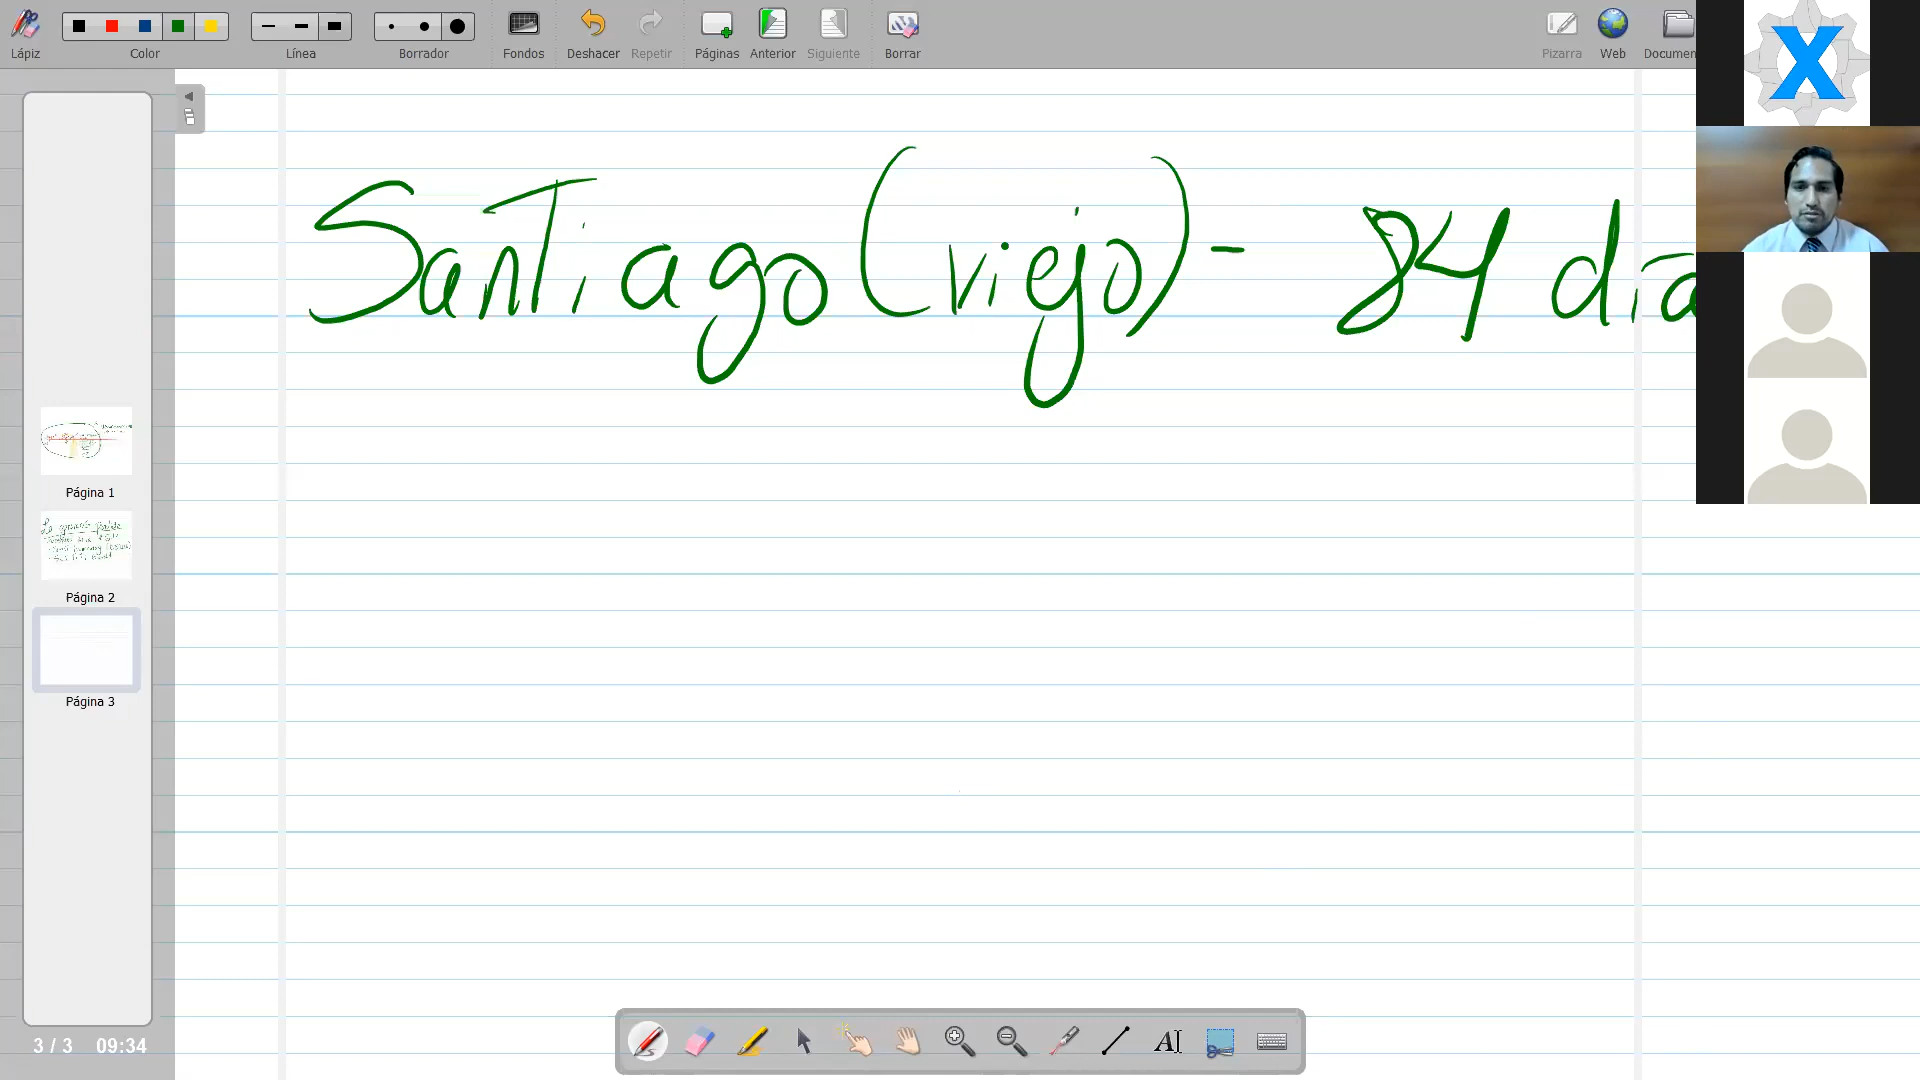 Lápiz Color Línea Borrador Fondos Deshacer Repetir Páginas Anterior Siguiente Borrar Pizarra Web Documen
X
Santiago (viejo) - 84 día
Página 1
Página 2
Página 3
3 / 3 09:34